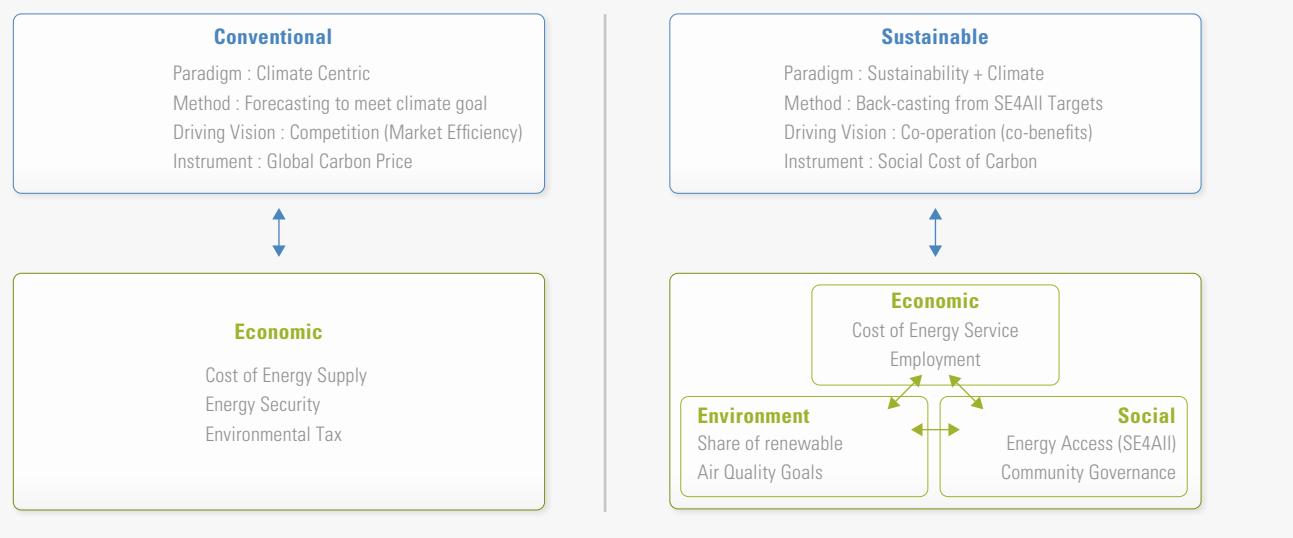 Conventional
Paradigm : Climate Centric
Method : Forecasting to meet climate goal
Driving Vision : Competition (Market Efficiency)
Instrument : Global Carbon Price
Economic
Cost of Energy Supply
Energy Security
Environmental Tax
Sustainable
Paradigm : Sustainability + Climate
Method : Back-casting from SE4All Targets
Driving Vision : Co-operation (co-benefits)
Instrument : Social Cost of Carbon
Economic
Cost of Energy Service
Employment
Environment
Share of renewable
Air Quality Goals
Social
Energy Access (SE4All)
Community Governance